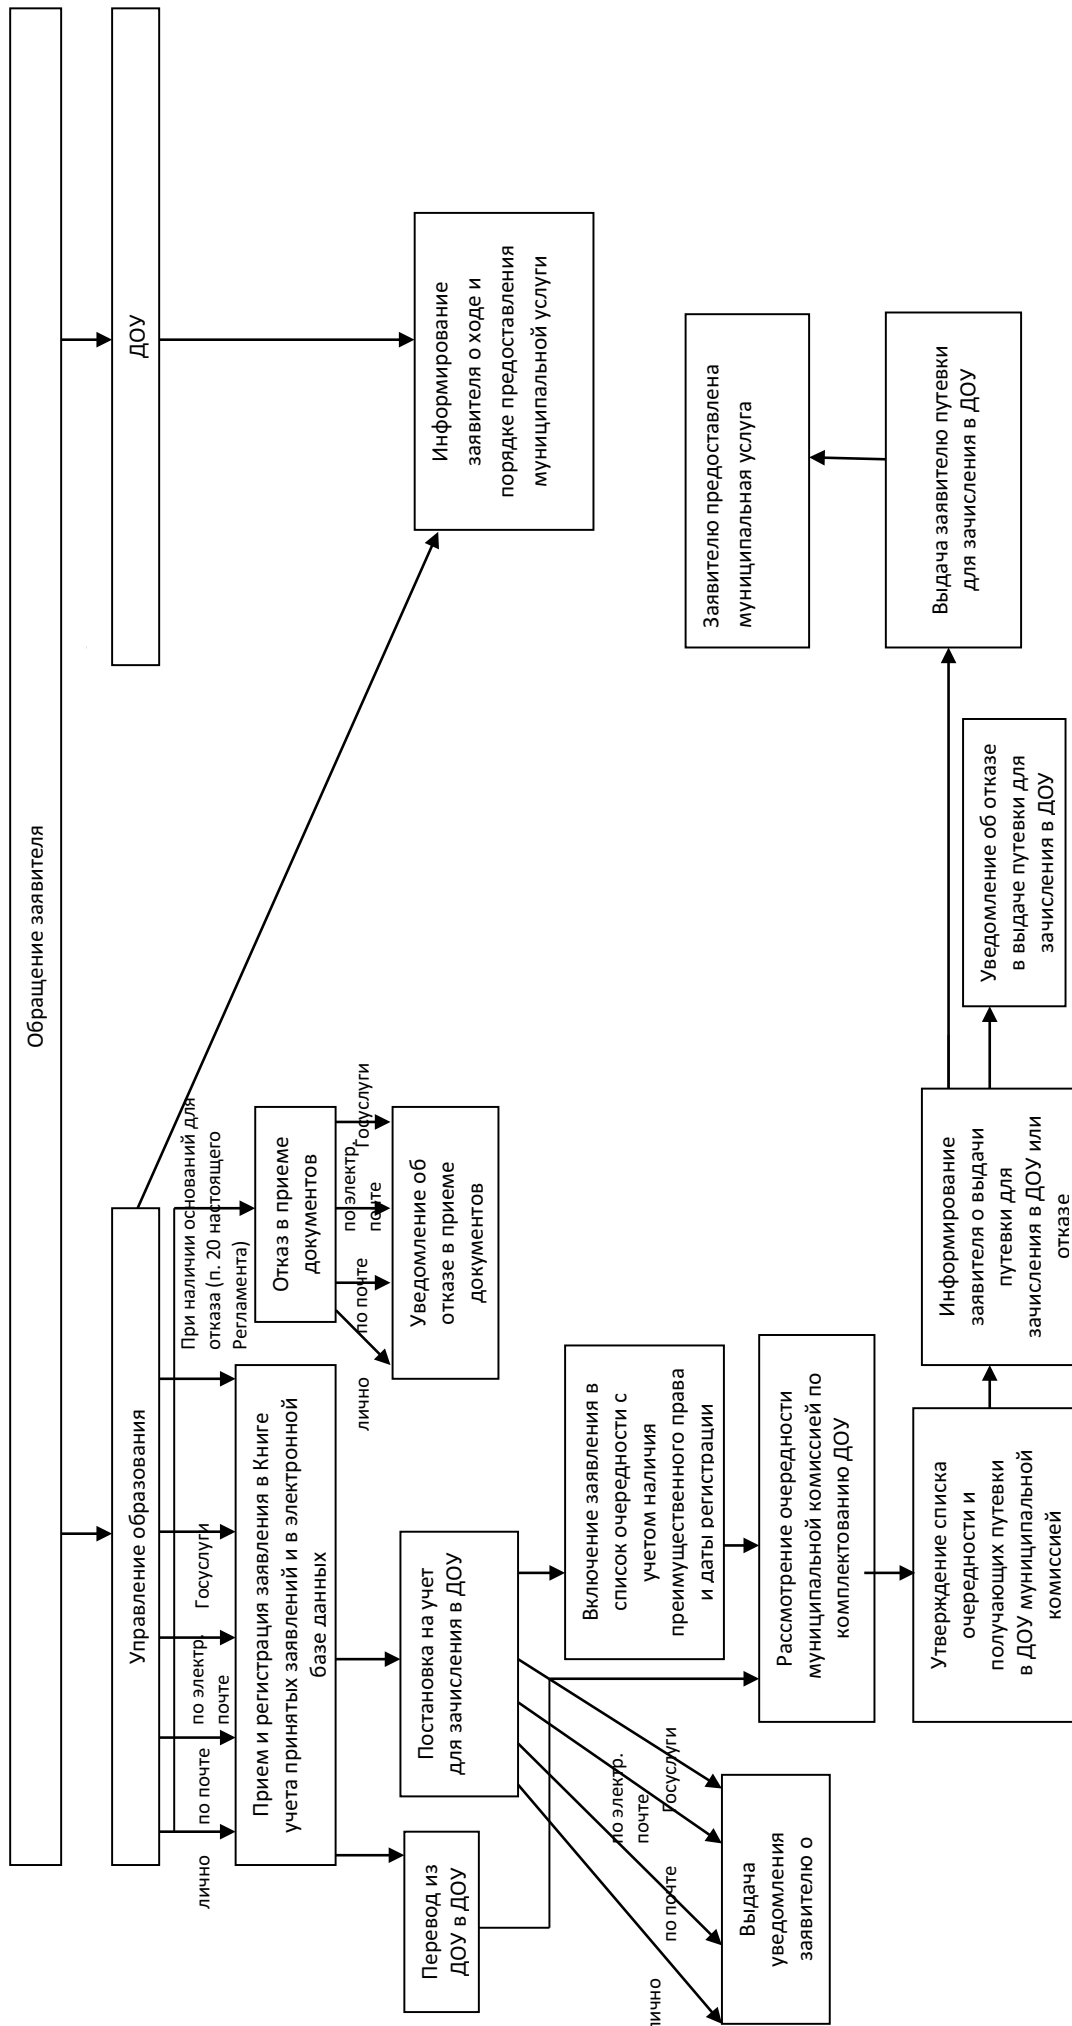 Обращение заявителя
Управление образования
ДОУ
лично
по почте
по электр.
почте
Госуслуги
При наличии оснований для
отказа (п. 20 настоящего
Регламента)
Прием и регистрация заявления в Книге
учета принятых заявлений и в электронной
базе данных
Отказ в приеме
документов
лично
по почте
по электр.
почте
Госуслуги
Уведомление об
отказе в приеме
документов
Информирование
заявителя о ходе и
порядке предоставления
муниципальной услуги
Перевод из
ДОУ в ДОУ
Постановка на учет
для зачисления в ДОУ
Включение заявления в
список очередности с
учетом наличия
преимущественного права
и даты регистрации
лично
по почте
по электр.
почте
Госуслуги
Выдача
уведомления
заявителю о
Рассмотрение очередности
муниципальной комиссией по
комплектованию ДОУ
Утверждение списка
очередности и
получающих путевки
в ДОУ муниципальной
комиссией
Информирование
заявителя о выдачи
путевки для
зачисления в ДОУ или
отказе
Уведомление об отказе
в выдаче путевки для
зачисления в ДОУ
Выдача заявителю путевки
для зачисления в ДОУ
Заявителю предоставлена
муниципальная услуга